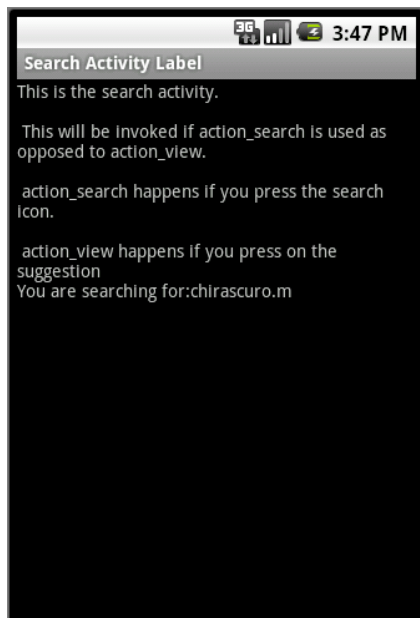 3G 3:47 PM
Search Activity Label
This is the search activity.
This will be invoked if action_search is used as
opposed to action_view.
action_search happens if you press the search
icon.
action_view happens if you press on the
suggestion
You are searching for:chirascuro.m